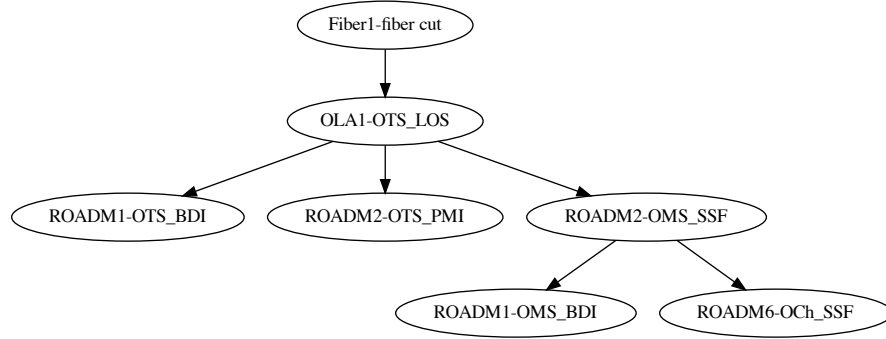 Fiber1-fiber cut
OLA1-OTS_LOS
ROADM1-OTS_BDI
ROADM2-OTS_PMI
ROADM2-OMS_SSF
ROADM1-OMS_BDI
ROADM6-OCh_SSF